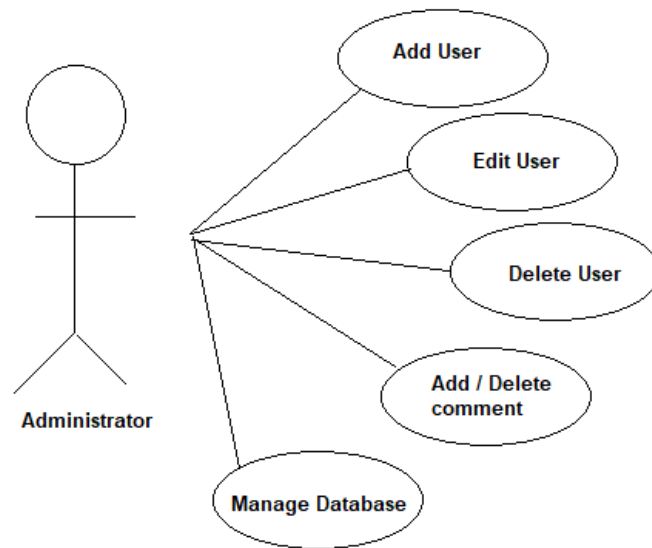 Add User
Edit User
Delete User
Add / Delete
comment
Administrator
Manage Database